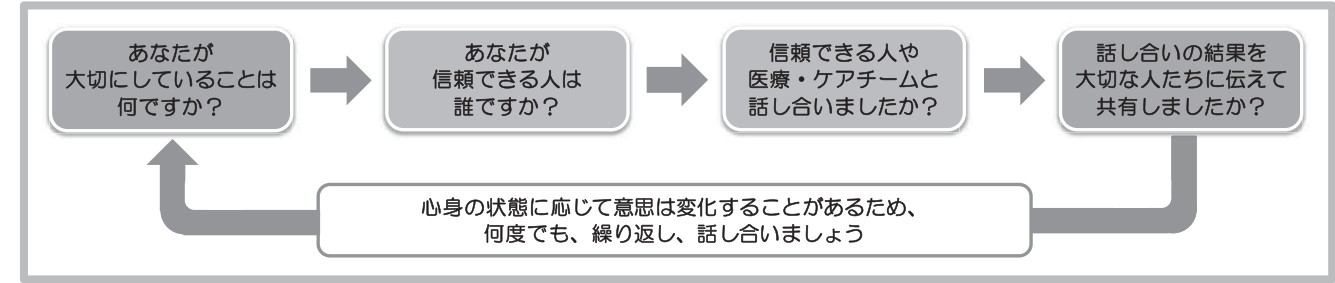 あなたが
大切にしていることは
何ですか？
あなたが
信頼できる人は
誰ですか？
信頼できる人や
医療・ケアチームと
話し合いましたか？
話し合いの結果を
大切な人たちに伝えて
共有しましたか？
心身の状態に応じて意思は変化することがあるため、
何度でも、繰り返し、話し合いましょう